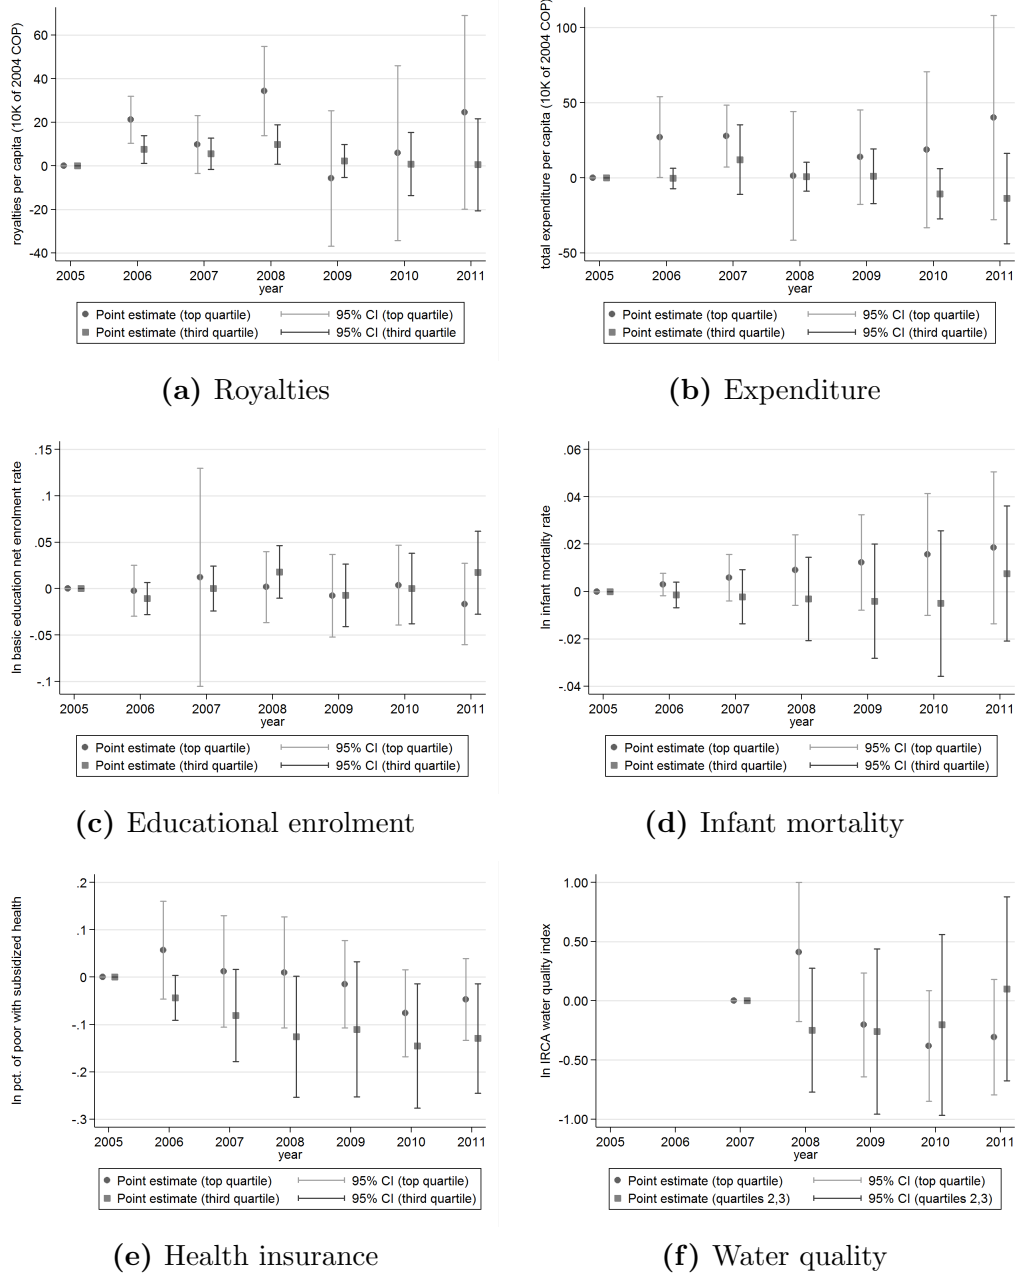 royalties per capita (10K of 2004 COP)
60
40
20
0
-20
-40
2005 2006 2007 2008 2009 2010 2011
year
Point estimate (top quartile) 95% CI (top quartile)
Point estimate (third quartile) 95% CI (third quartile
(a) Royalties
total expenditure per capita (10K of 2004 COP)
100
50
0
-50
2005 2006 2007 2008 2009 2010 2011
year
Point estimate (top quartile) 95% CI (top quartile)
Point estimate (third quartile) 95% CI (third quartile)
(b) Expenditure
ln basic education net enrolment rate
.15
.1
.05
0
-.05
-.1
2005 2006 2007 2008 2009 2010 2011
year
Point estimate (top quartile) 95% CI (top quartile)
Point estimate (third quartile) 95% CI (third quartile)
(c) Educational enrolment
ln infant mortality rate
.06
.04
.02
0
-.02
-.04
2005 2006 2007 2008 2009 2010 2011
year
Point estimate (top quartile) 95% CI (top quartile)
Point estimate (third quartile) 95% CI (third quartile)
(d) Infant mortality
ln pct. of poor with subsidized health
.2
.1
0
-.1
-.2
-.3
2005 2006 2007 2008 2009 2010 2011
year
Point estimate (top quartile) 95% CI (top quartile)
Point estimate (third quartile) 95% CI (third quartile)
(e) Health insurance
ln IRCA water quality index
1.00
0.50
0.00
-0.50
-1.00
2005 2006 2007 2008 2009 2010 2011
year
Point estimate (top quartile) 95% CI (top quartile)
Point estimate (quartiles 2,3) 95% CI (quartiles 2,3)
(f) Water quality